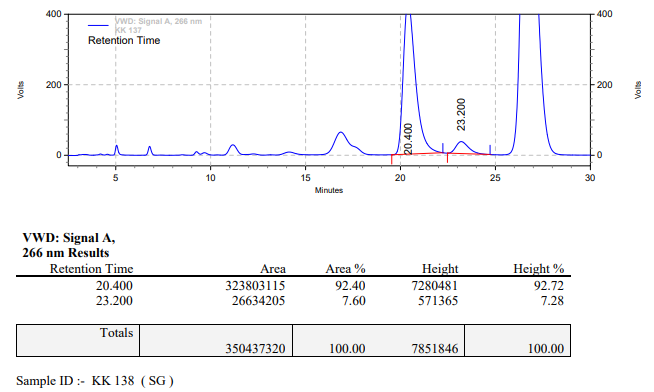 400
200
0
Volts
VWD: Signal A, 266 nm
KK 137
Retention Time
20.400
23.200
400
200
0
Volts
5
10
15
20
25
30
Minutes
VWD: Signal A,
266 nm Results
Retention Time Area Area % Height Height %
20.400 323803115 92.40 7280481 92.72
23.200 26634205 7.60 571365 7.28
Totals
350437320 100.00 7851846 100.00
Sample ID :- KK 138 ( SG )